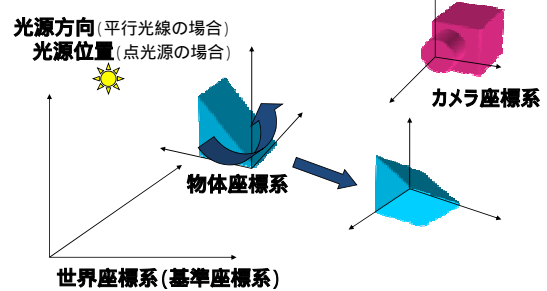 光源方向(平行光線の場合)
光源位置(点光源の場合)
カメラ座標系
物体座標系
世界座標系(基準座標系)